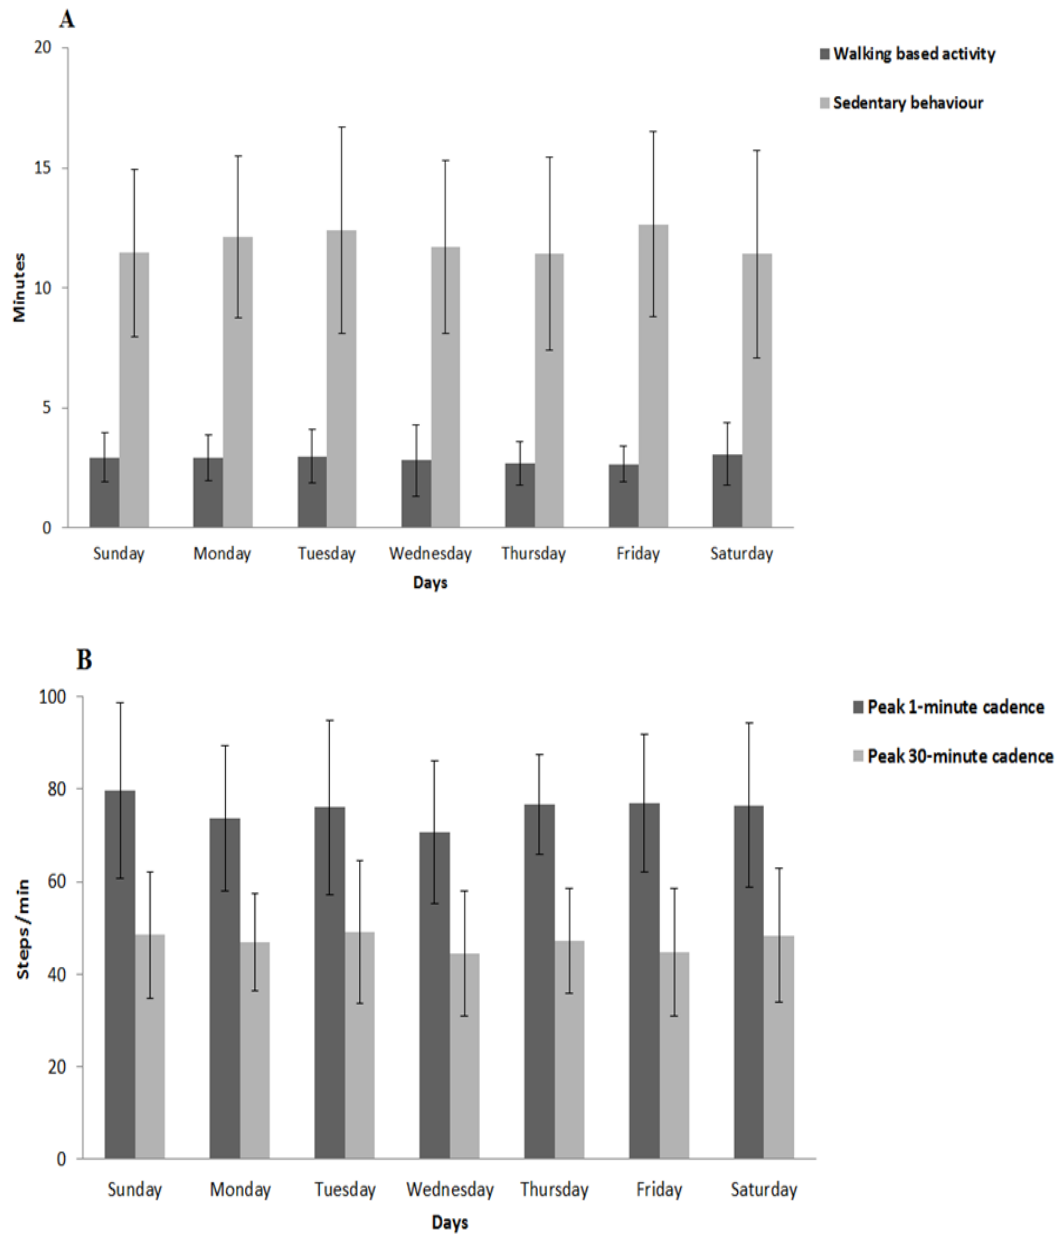 A
20
15
10
5
0
Minutes
Sunday Monday Tuesday Wednesday Thursday Friday Saturday
Days
Walking based activity
Sedentary behaviour
B
100
80
60
40
20
0
Steps/min
Sunday Monday Tuesday Wednesday Thursday Friday Saturday
Days
Peak 1-minute cadence
Peak 30-minute cadence